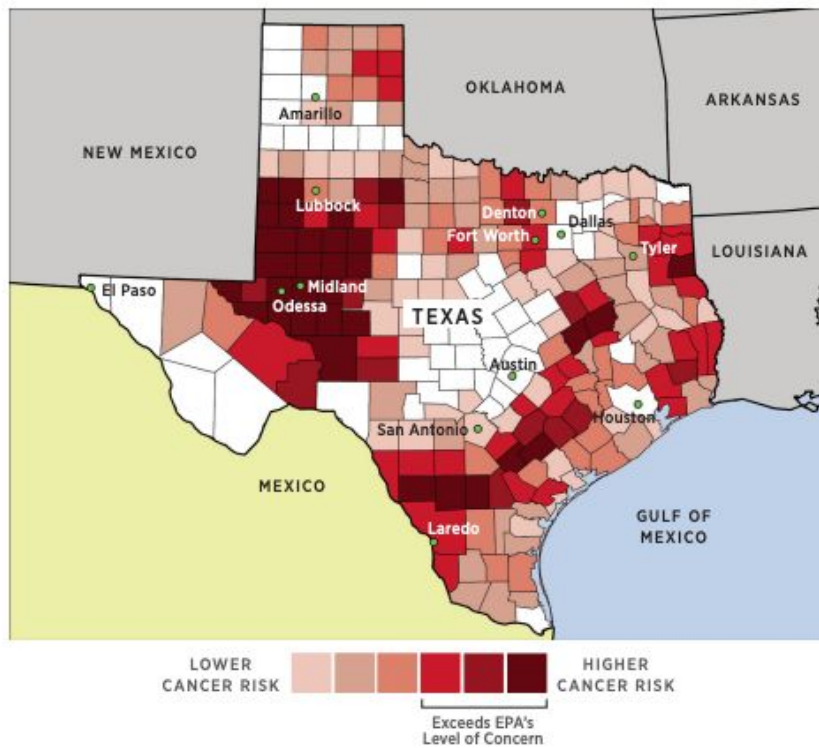 OKLAHOMA
ARKANSAS
Amarillo
NEW MEXICO
Lubbock
Denton
Dallas
Fort Worth
Tyler
LOUISIANA
El Paso
Midland
Odessa
TEXAS
Austin
Houston
San Antonio
MEXICO
GULF OF
MEXICO
Laredo
LOWER
CANCER RISK
HIGHER
CANCER RISK
Exceeds EPA's
Level of Concern